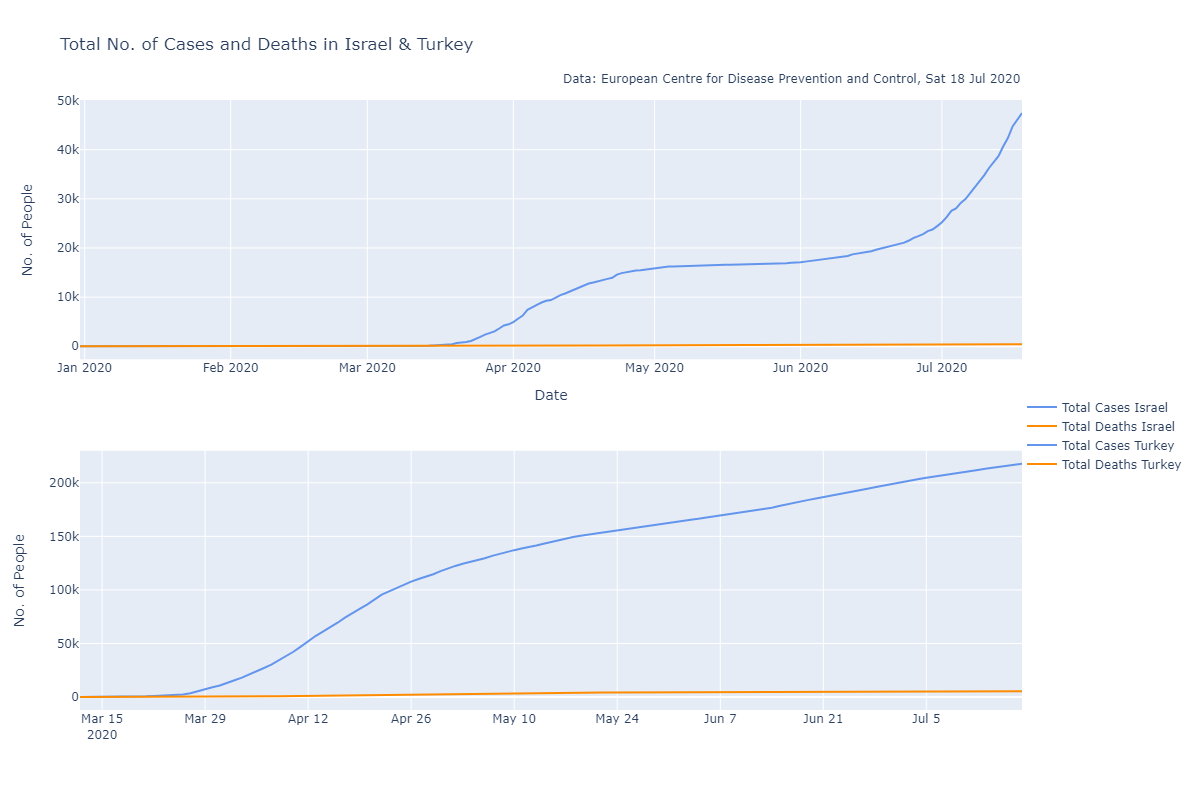 Total No. of Cases and Deaths in Israel & Turkey
Data: European Centre for Disease Prevention and Control, Sat 18 Jul 2020
50k
40k
30k
20k
10k
0
No. of People
Jan 2020 Feb 2020 Mar 2020 Apr 2020 May 2020 Jun 2020 Jul 2020
Date
Total Cases Israel
Total Deaths Israel
Total Cases Turkey
Total Deaths Turkey
200k
150k
100k
50k
0
No. of People
Mar 15 Mar 29 Apr 12 Apr 26 May 10 May 24 Jun 7 Jun 21 Jul 5
2020